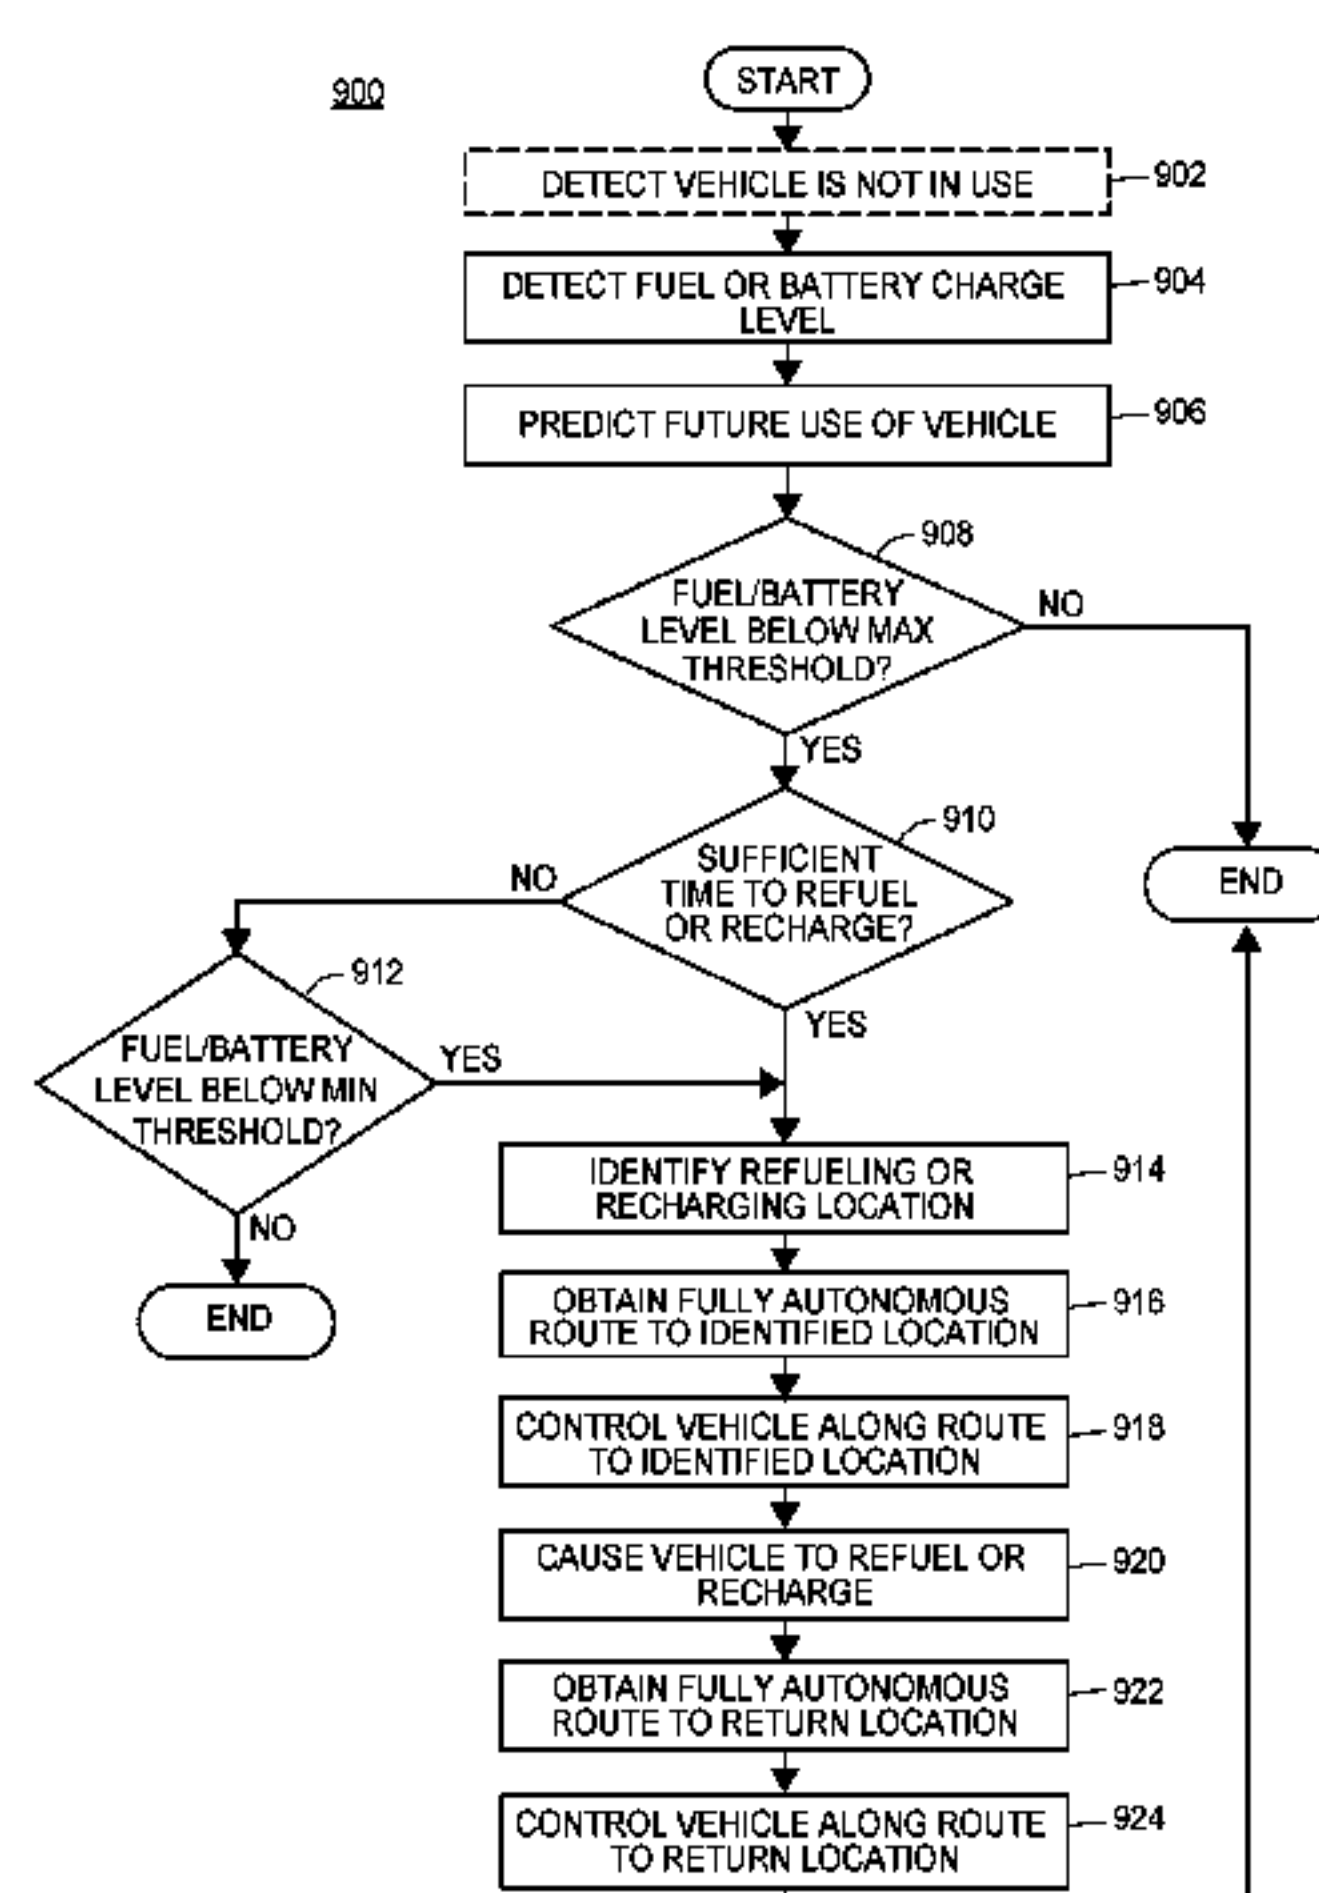 900
START
DETECT VEHICLE IS NOT IN USE
902
DETECT FUEL OR BATTERY CHARGE
LEVEL
904
PREDICT FUTURE USE OF VEHICLE
906
908
FUEL/BATTERY
LEVEL BELOW MAX
THRESHOLD?
NO
YES
910
SUFFICIENT
TIME TO REFUEL
OR RECHARGE?
NO
END
YES
912
FUEL/BATTERY
LEVEL BELOW MIN
THRESHOLD?
YES
NO
END
IDENTIFY REFUELING OR
RECHARGING LOCATION
914
OBTAIN FULLY AUTONOMOUS
ROUTE TO IDENTIFIED LOCATION
916
CONTROL VEHICLE ALONG ROUTE
TO IDENTIFIED LOCATION
918
CAUSE VEHICLE TO REFUEL OR
RECHARGE
920
OBTAIN FULLY AUTONOMOUS
ROUTE TO RETURN LOCATION
922
CONTROL VEHICLE ALONG ROUTE
TO RETURN LOCATION
924